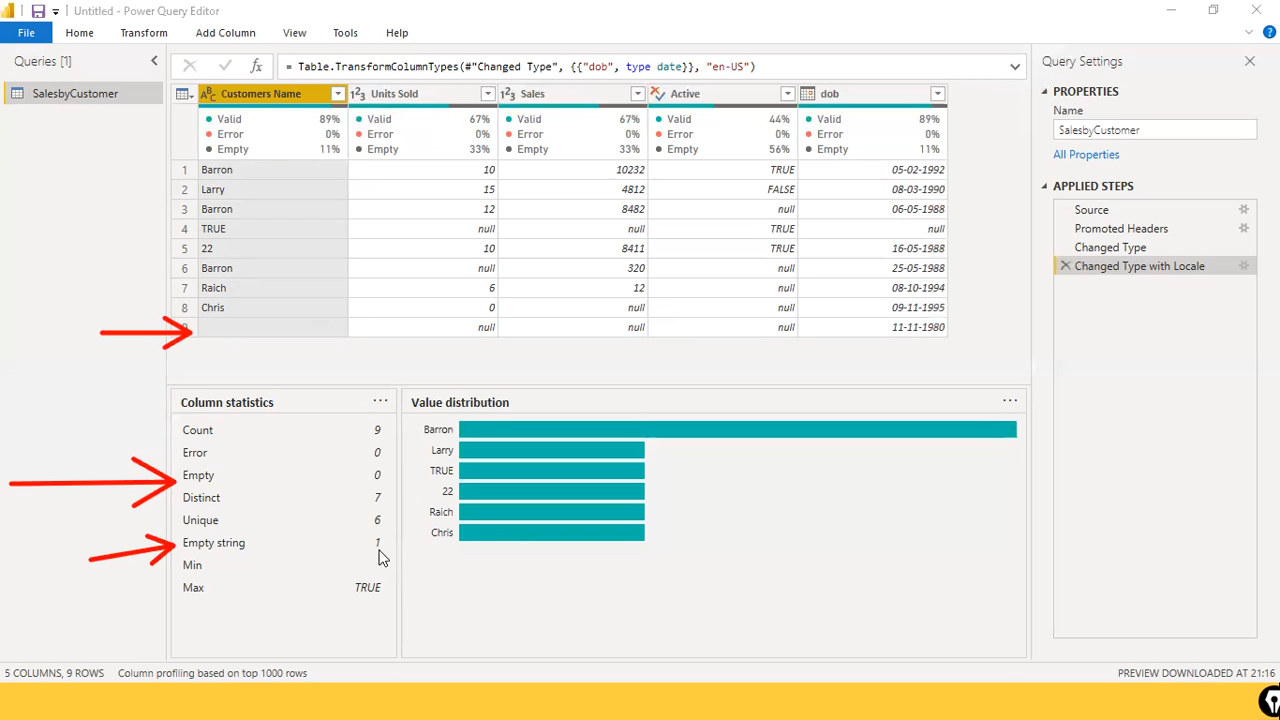 Untitled - Power Query Editor
File Home Transform Add Column View Tools Help
Queries [1]
SalesbyCustomer
= Table.TransformColumnTypes(#"Changed Type", {{"dob", type date}}, "en-US")
Customers Name Units Sold Sales Active dob
Valid 89% Valid 67% Valid 67% Valid 44% Valid 89%
Error 0% Error 0% Error 0% Error 0% Error 0%
Empty 11% Empty 33% Empty 33% Empty 56% Empty 11%
1 Barron 10 10232 TRUE 05-02-1992
2 Larry 15 4812 FALSE 08-03-1990
3 Barron 12 8482 null 06-05-1988
4 TRUE null null TRUE null
5 22 10 8411 TRUE 16-05-1988
6 Barron null 320 null 25-05-1988
7 Raich 6 12 null 08-10-1994
8 Chris 0 null null 09-11-1995
9 null null null 11-11-1980
Column statistics
Count 9
Error 0
Empty 0
Distinct 7
Unique 6
Empty string 1
Min
Max TRUE
Value distribution
Barron
Larry
TRUE
22
Raich
Chris
Query Settings
PROPERTIES
Name
SalesbyCustomer
All Properties
APPLIED STEPS
Source
Promoted Headers
Changed Type
Changed Type with Locale
5 COLUMNS, 9 ROWS Column profiling based on top 1000 rows PREVIEW DOWNLOADED AT 21:16